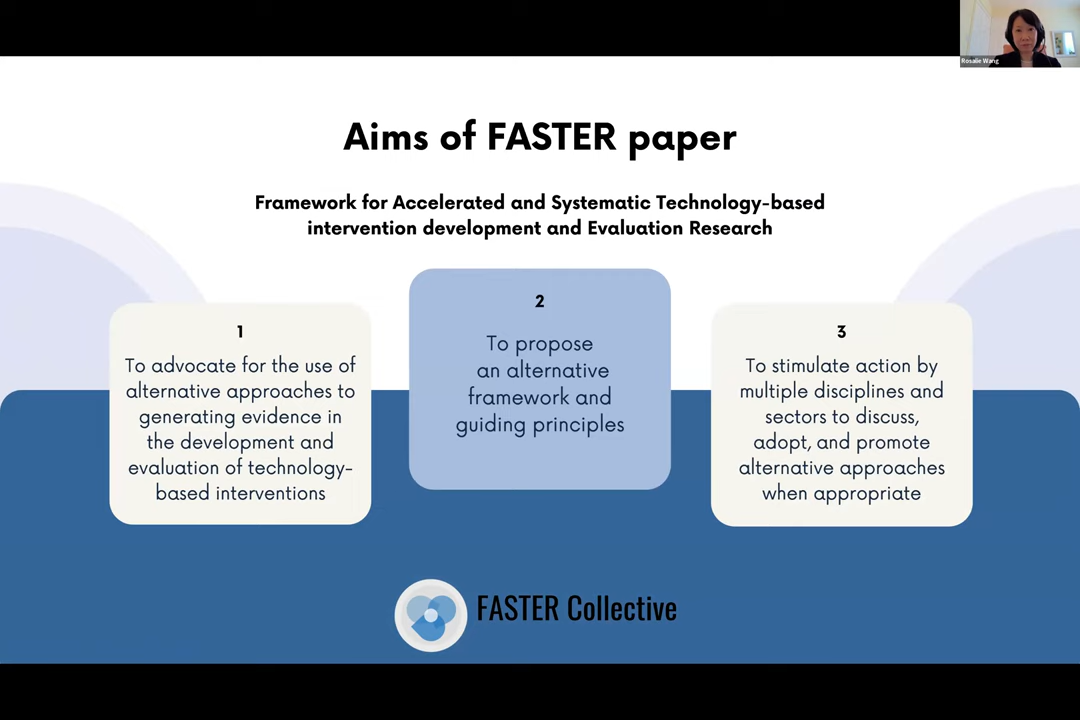 Rosalie Wang
Aims of FASTER paper
Framework for Accelerated and Systematic Technology-based
intervention development and Evaluation Research
1
To advocate for the use of
alternative approaches to
generating evidence in
the development and
evaluation of technology-
based interventions
2
To propose
an alternative
framework and
guiding principles
3
To stimulate action by
multiple disciplines and
sectors to discuss,
adopt, and promote
alternative approaches
when appropriate
FASTER Collective